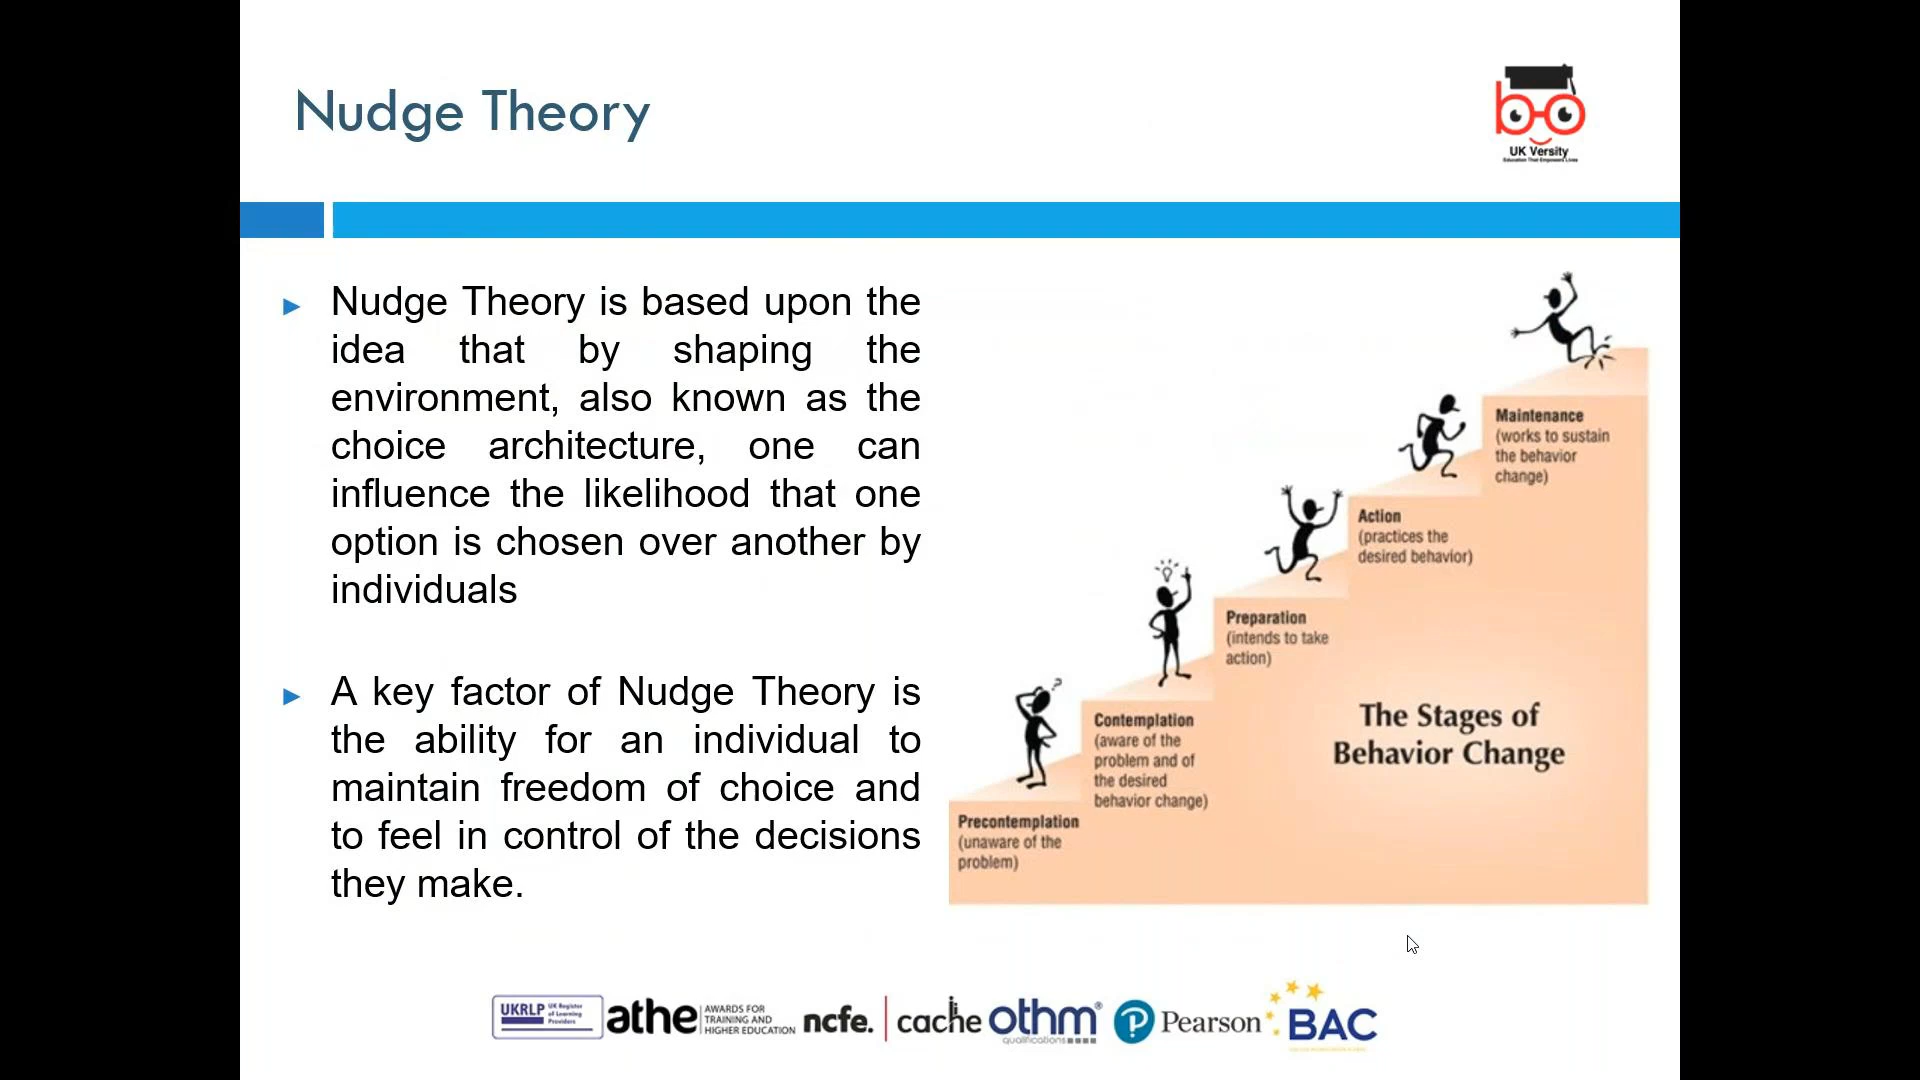 Nudge Theory
UK Versity
Education That Empowers Lives
Nudge Theory is based upon the
idea that by shaping the
environment, also known as the
choice architecture, one can
influence the likelihood that one
option is chosen over another by
individuals
A key factor of Nudge Theory is
the ability for an individual to
maintain freedom of choice and
to feel in control of the decisions
they make.
Maintenance
(works to sustain
the behavior
change)
Action
(practices the
desired behavior)
Preparation
(intends to take
action)
Contemplation
(aware of the
problem and of
the desired
behavior change)
Precontemplation
(unaware of the
problem)
The Stages of
Behavior Change
UKRLP
UK Register
of Learning
Providers
athe
AWARDS FOR
TRAINING AND
HIGHER EDUCATION
ncfe.
cache
othm
qualifications
Pearson
BAC